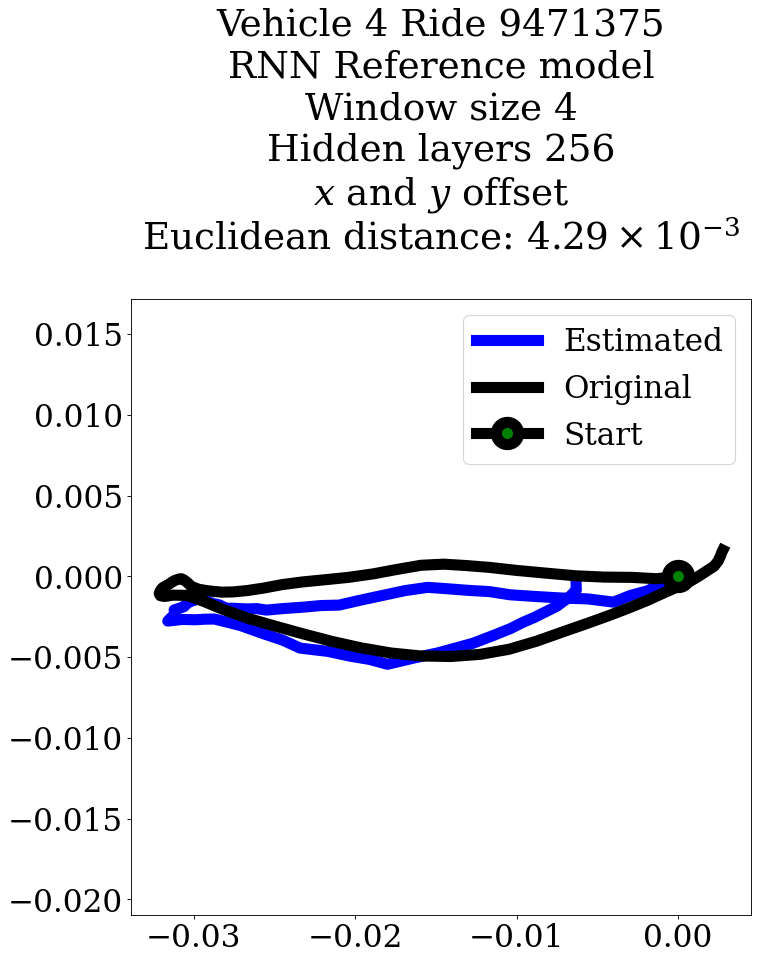 Vehicle 4 Ride 9471375
RNN Reference model
Window size 4
Hidden layers 256
x and y offset
Euclidean distance: 4.29 × 10⁻³
Estimated
Original
Start
0.015
0.010
0.005
0.000
−0.005
−0.010
−0.015
−0.020
−0.03 −0.02 −0.01 0.00